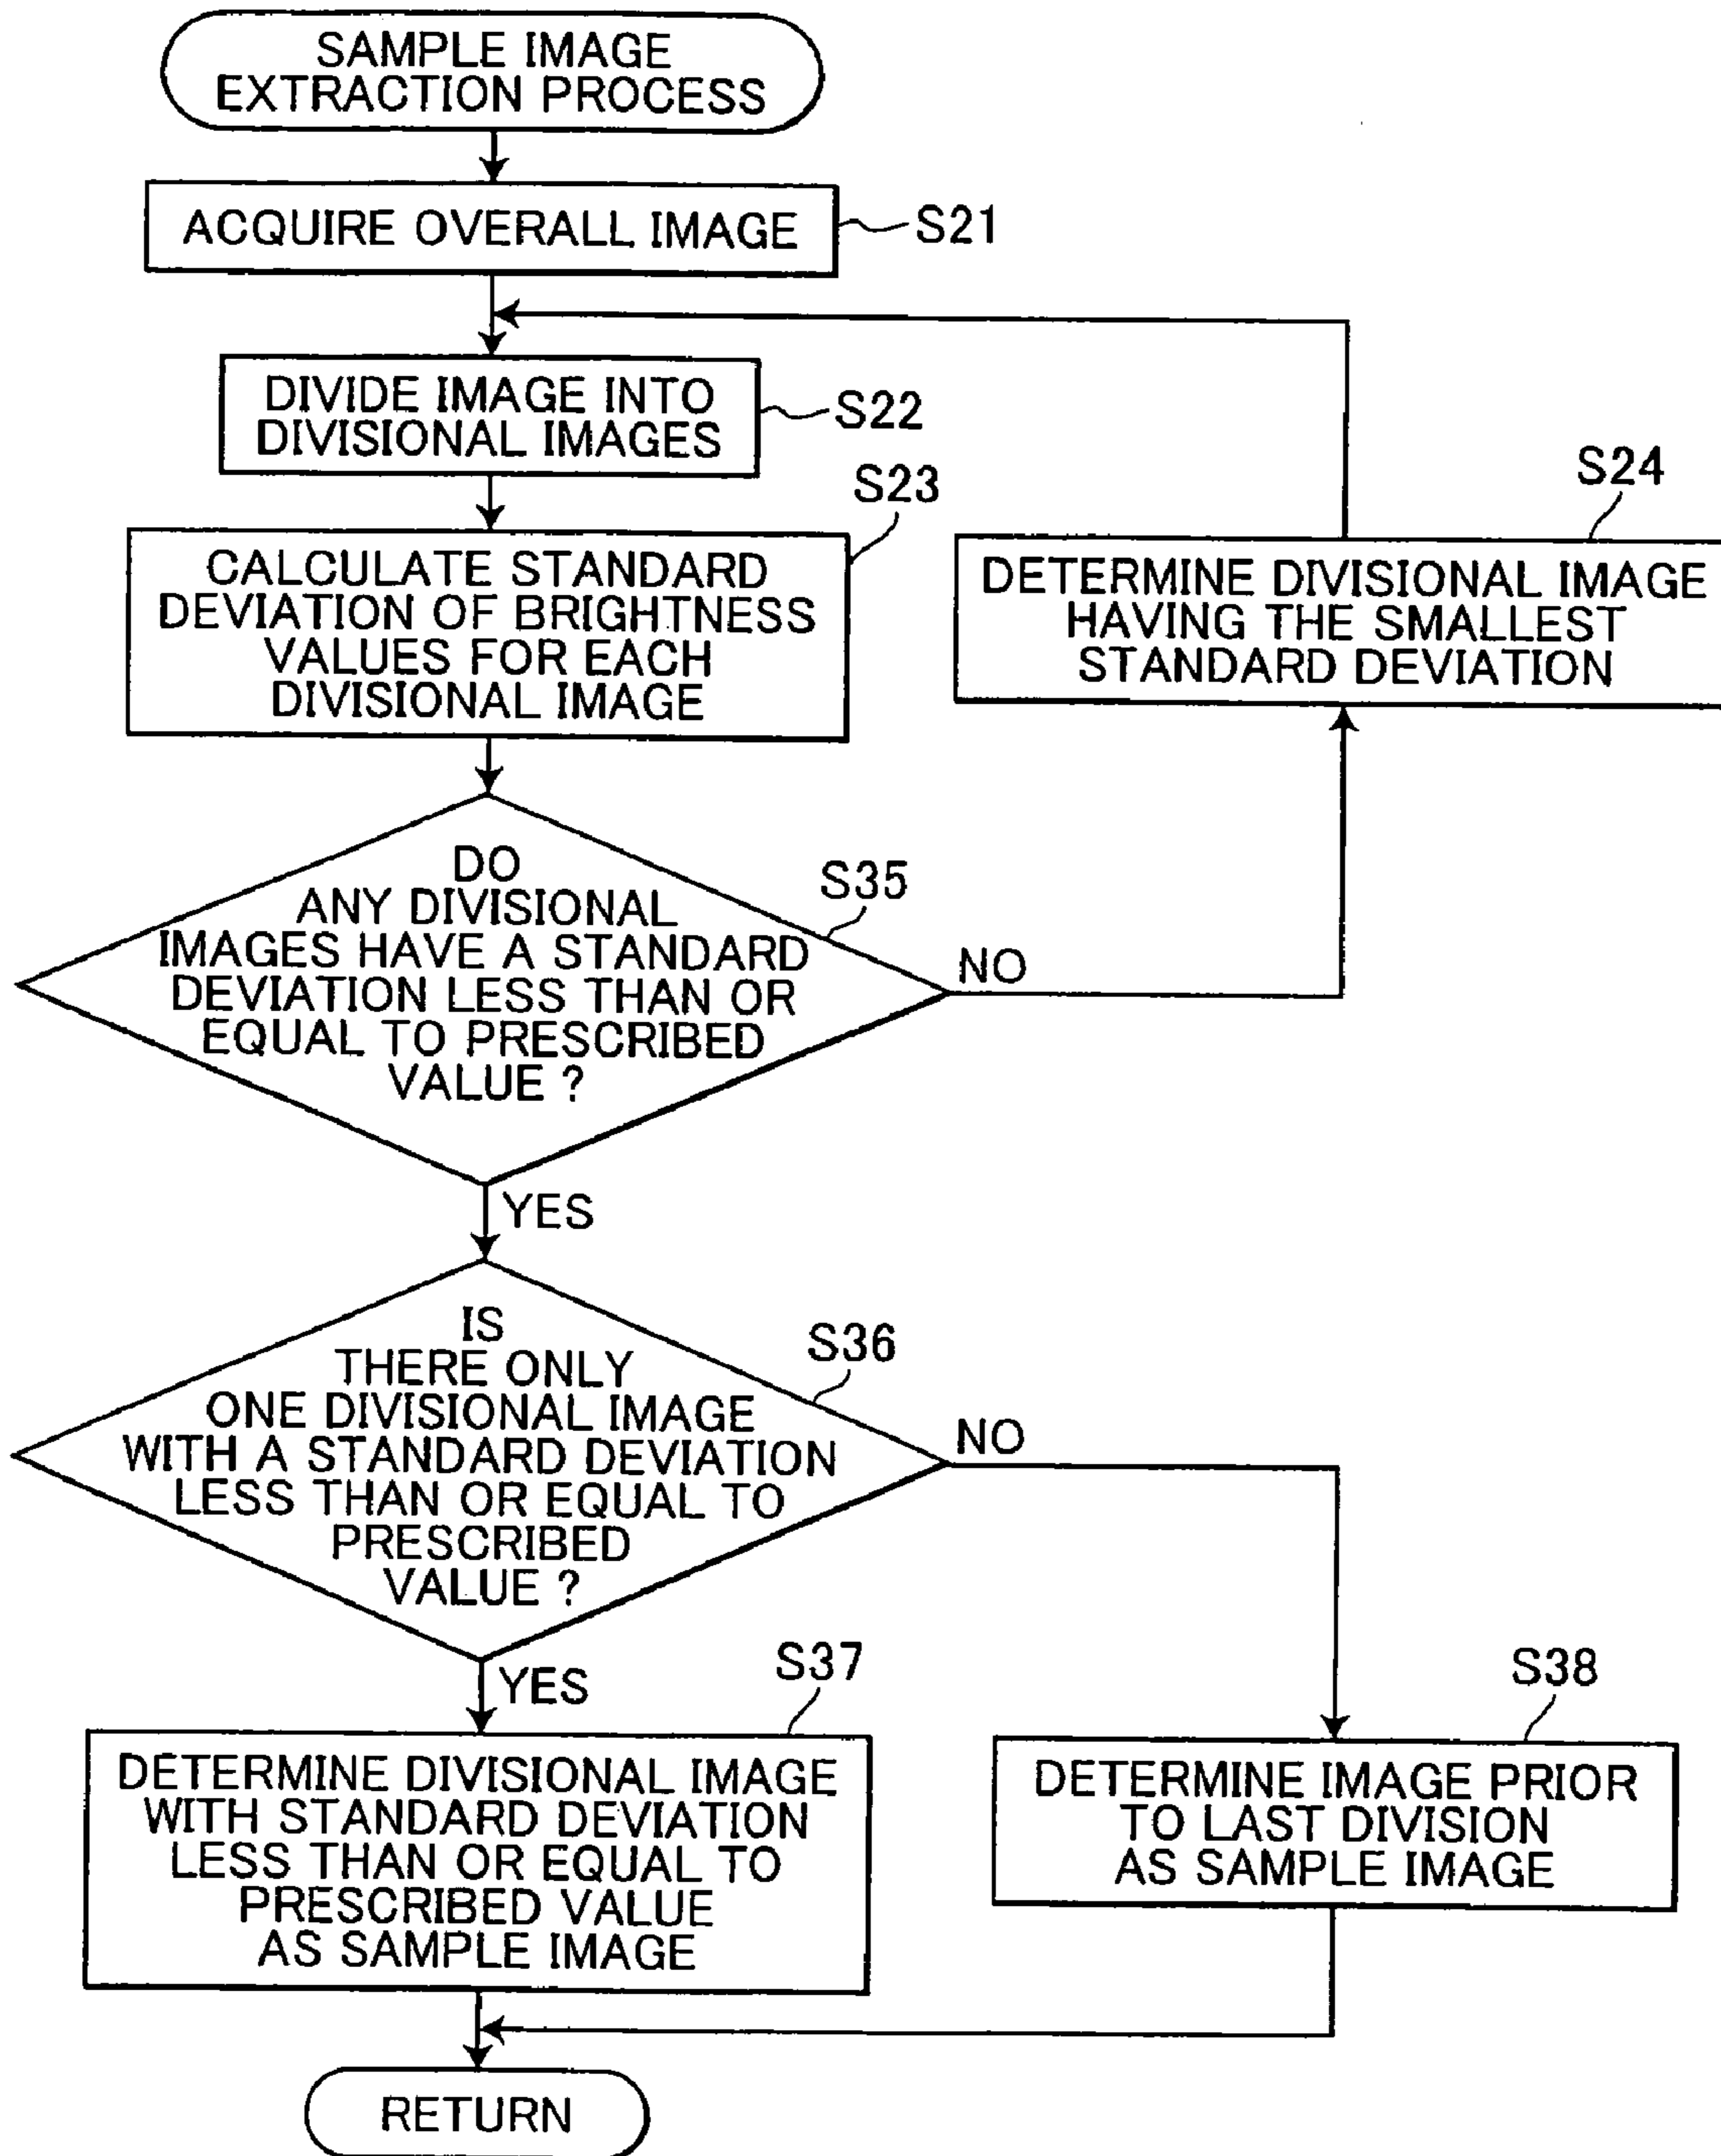 SAMPLE IMAGE
EXTRACTION PROCESS
ACQUIRE OVERALL IMAGE
S21
DIVIDE IMAGE INTO
DIVISIONAL IMAGES
S22
CALCULATE STANDARD
DEVIATION OF BRIGHTNESS
VALUES FOR EACH
DIVISIONAL IMAGE
S23
S24
DETERMINE DIVISIONAL IMAGE
HAVING THE SMALLEST
STANDARD DEVIATION
DO
ANY DIVISIONAL
IMAGES HAVE A STANDARD
DEVIATION LESS THAN OR
EQUAL TO PRESCRIBED
VALUE ?
S35
NO
YES
IS
THERE ONLY
ONE DIVISIONAL IMAGE
WITH A STANDARD DEVIATION
LESS THAN OR EQUAL TO
PRESCRIBED
VALUE ?
S36
NO
YES
S37
DETERMINE DIVISIONAL IMAGE
WITH STANDARD DEVIATION
LESS THAN OR EQUAL TO
PRESCRIBED VALUE
AS SAMPLE IMAGE
S38
DETERMINE IMAGE PRIOR
TO LAST DIVISION
AS SAMPLE IMAGE
RETURN